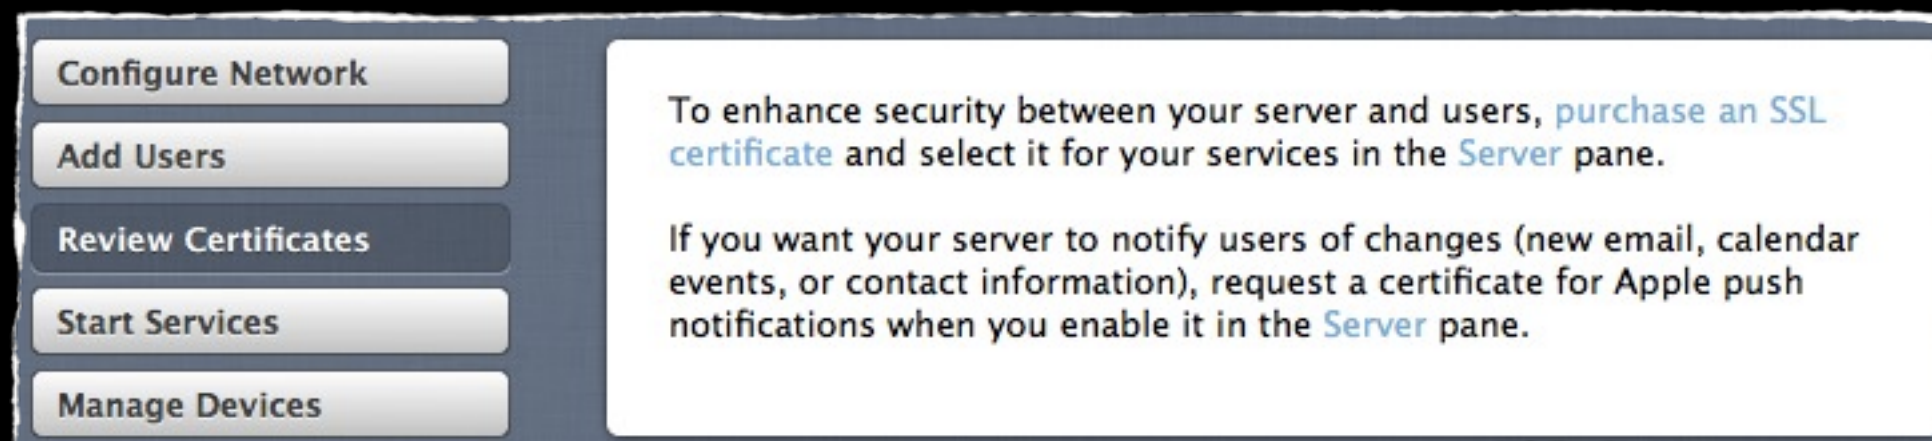 Configure Network
Add Users
Review Certificates
Start Services
Manage Devices
To enhance security between your server and users, purchase an SSL
certificate and select it for your services in the Server pane.
If you want your server to notify users of changes (new email, calendar
events, or contact information), request a certificate for Apple push
notifications when you enable it in the Server pane.